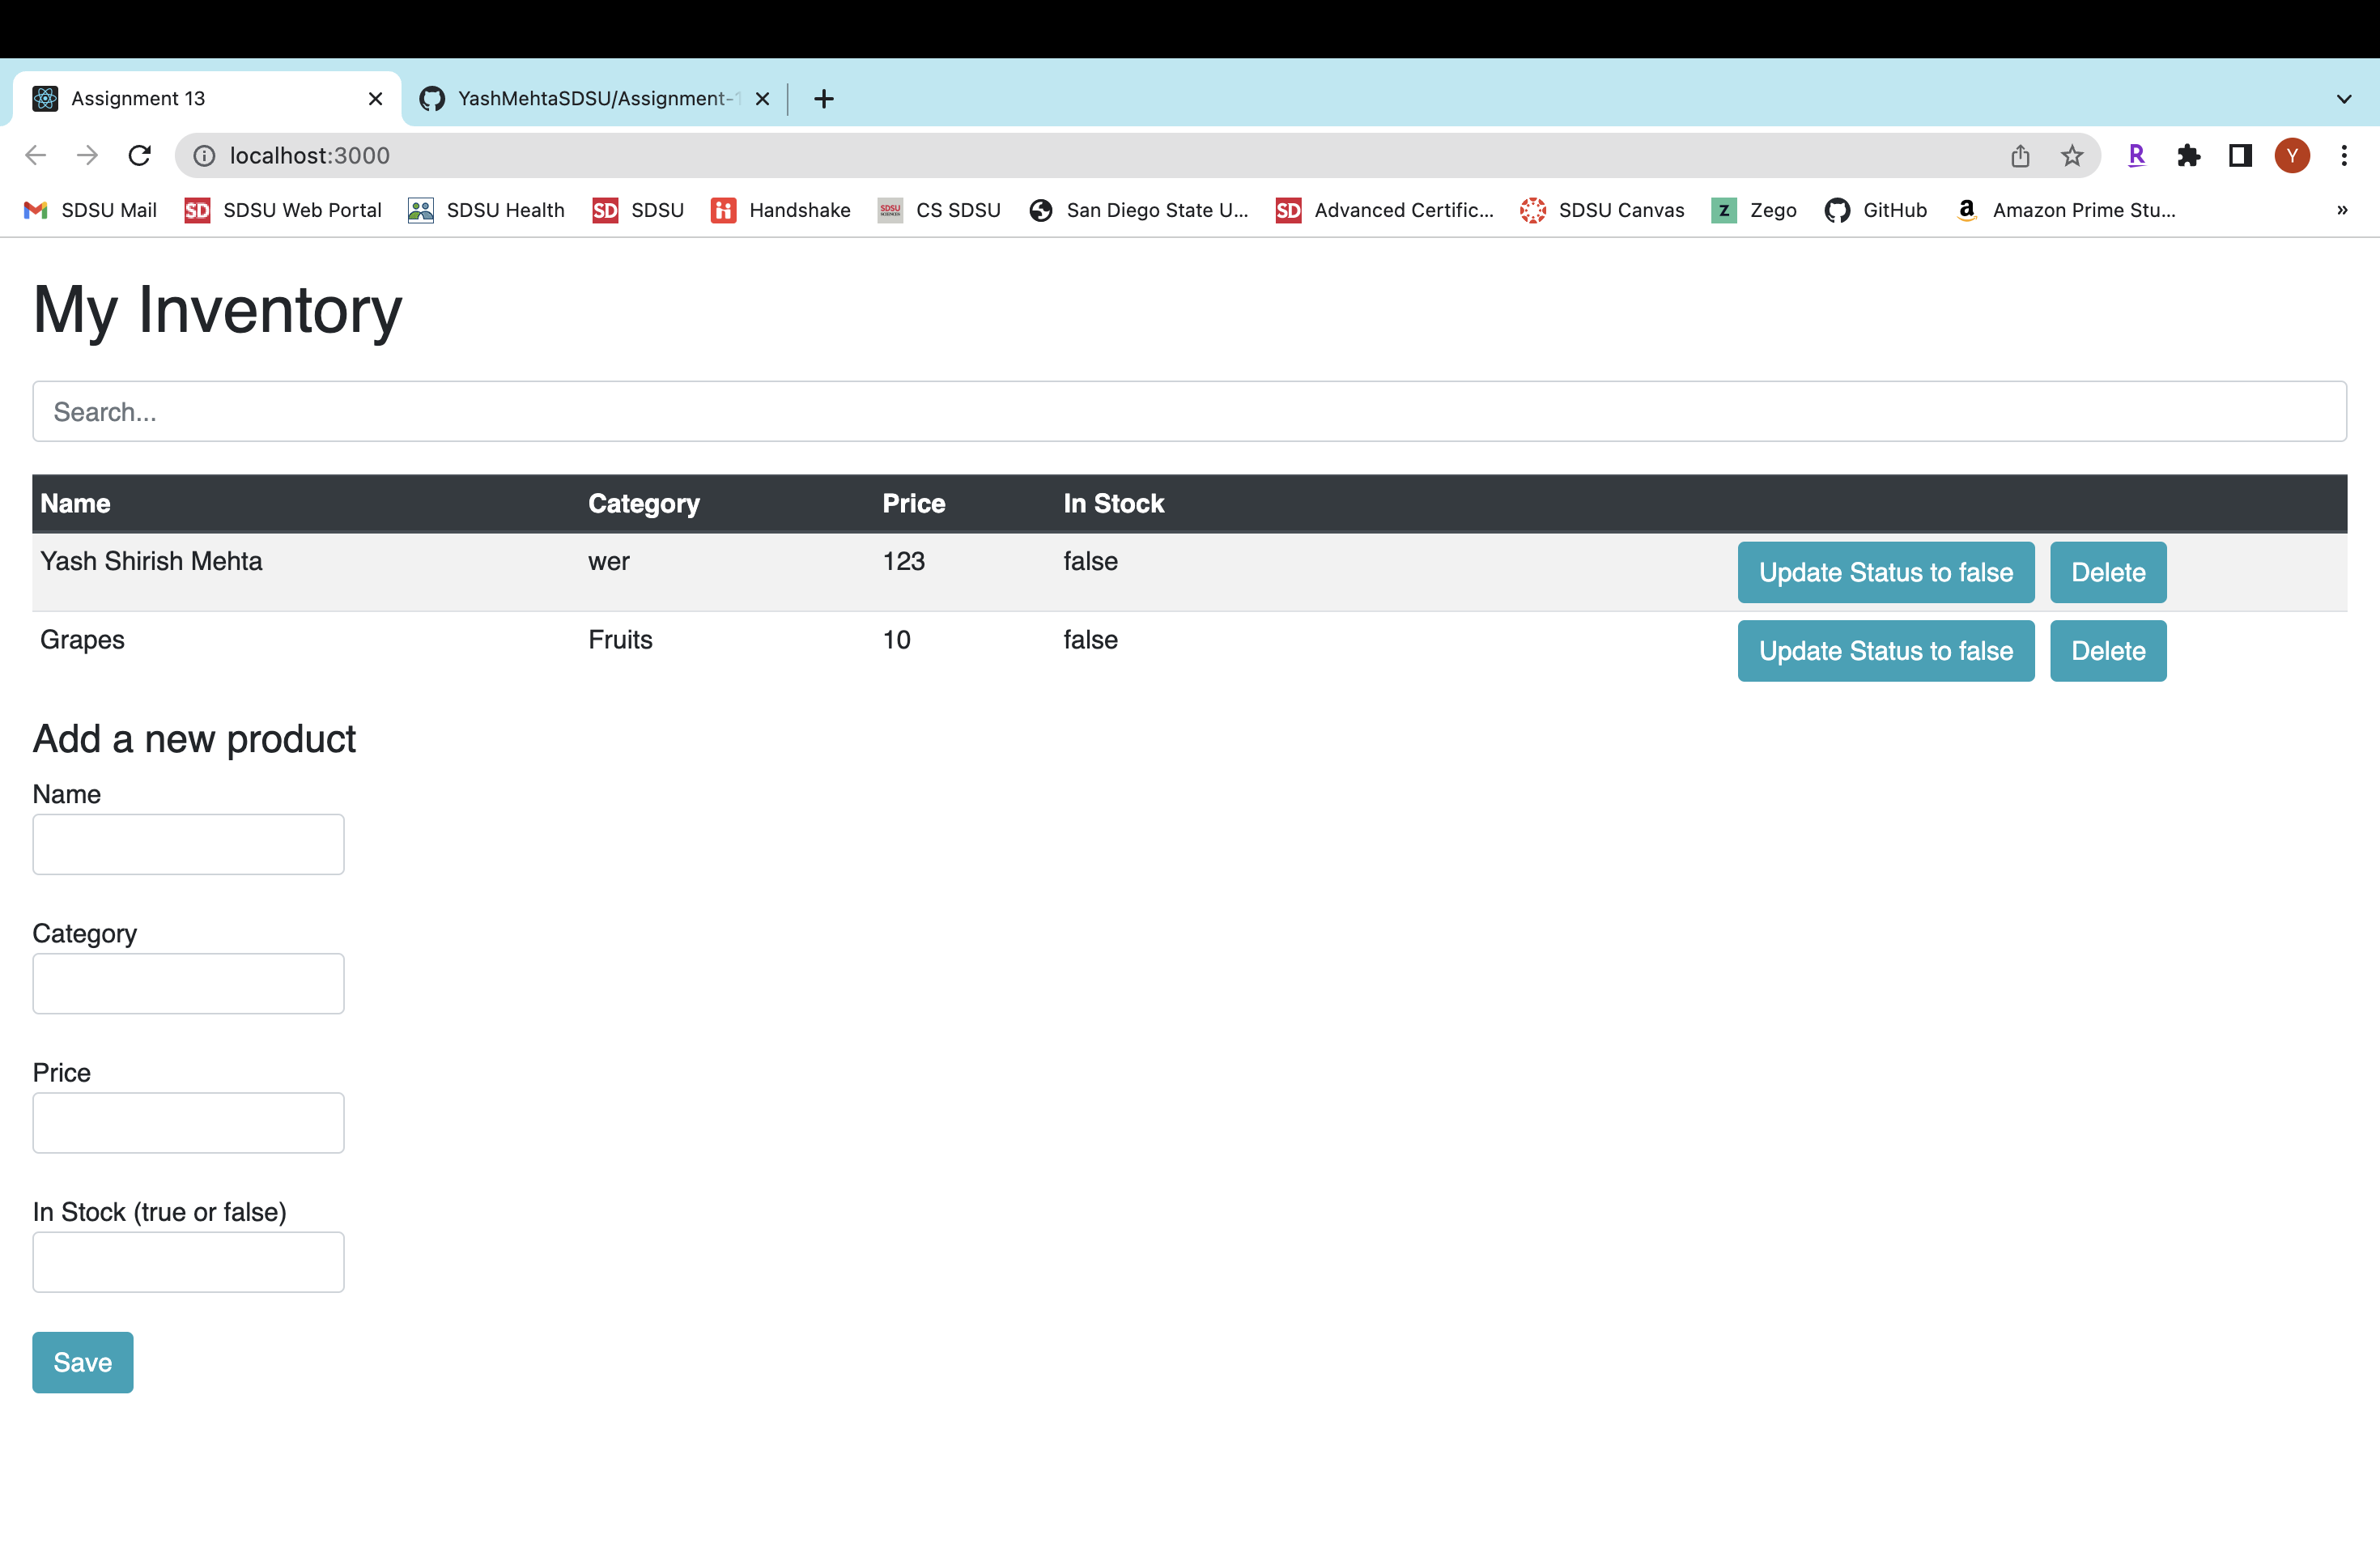 Assignment 13 YashMehtaSDSU/Assignment-1
localhost:3000 R Y
SDSU Mail SD SDSU Web Portal SDSU Health SD SDSU Handshake CS SDSU San Diego State U... SD Advanced Certific... SDSU Canvas Z Zego GitHub a Amazon Prime Stu... »
My Inventory
Search...
Name Category Price In Stock
Yash Shirish Mehta wer 123 false Update Status to false Delete
Grapes Fruits 10 false Update Status to false Delete
Add a new product
Name
Category
Price
In Stock (true or false)
Save